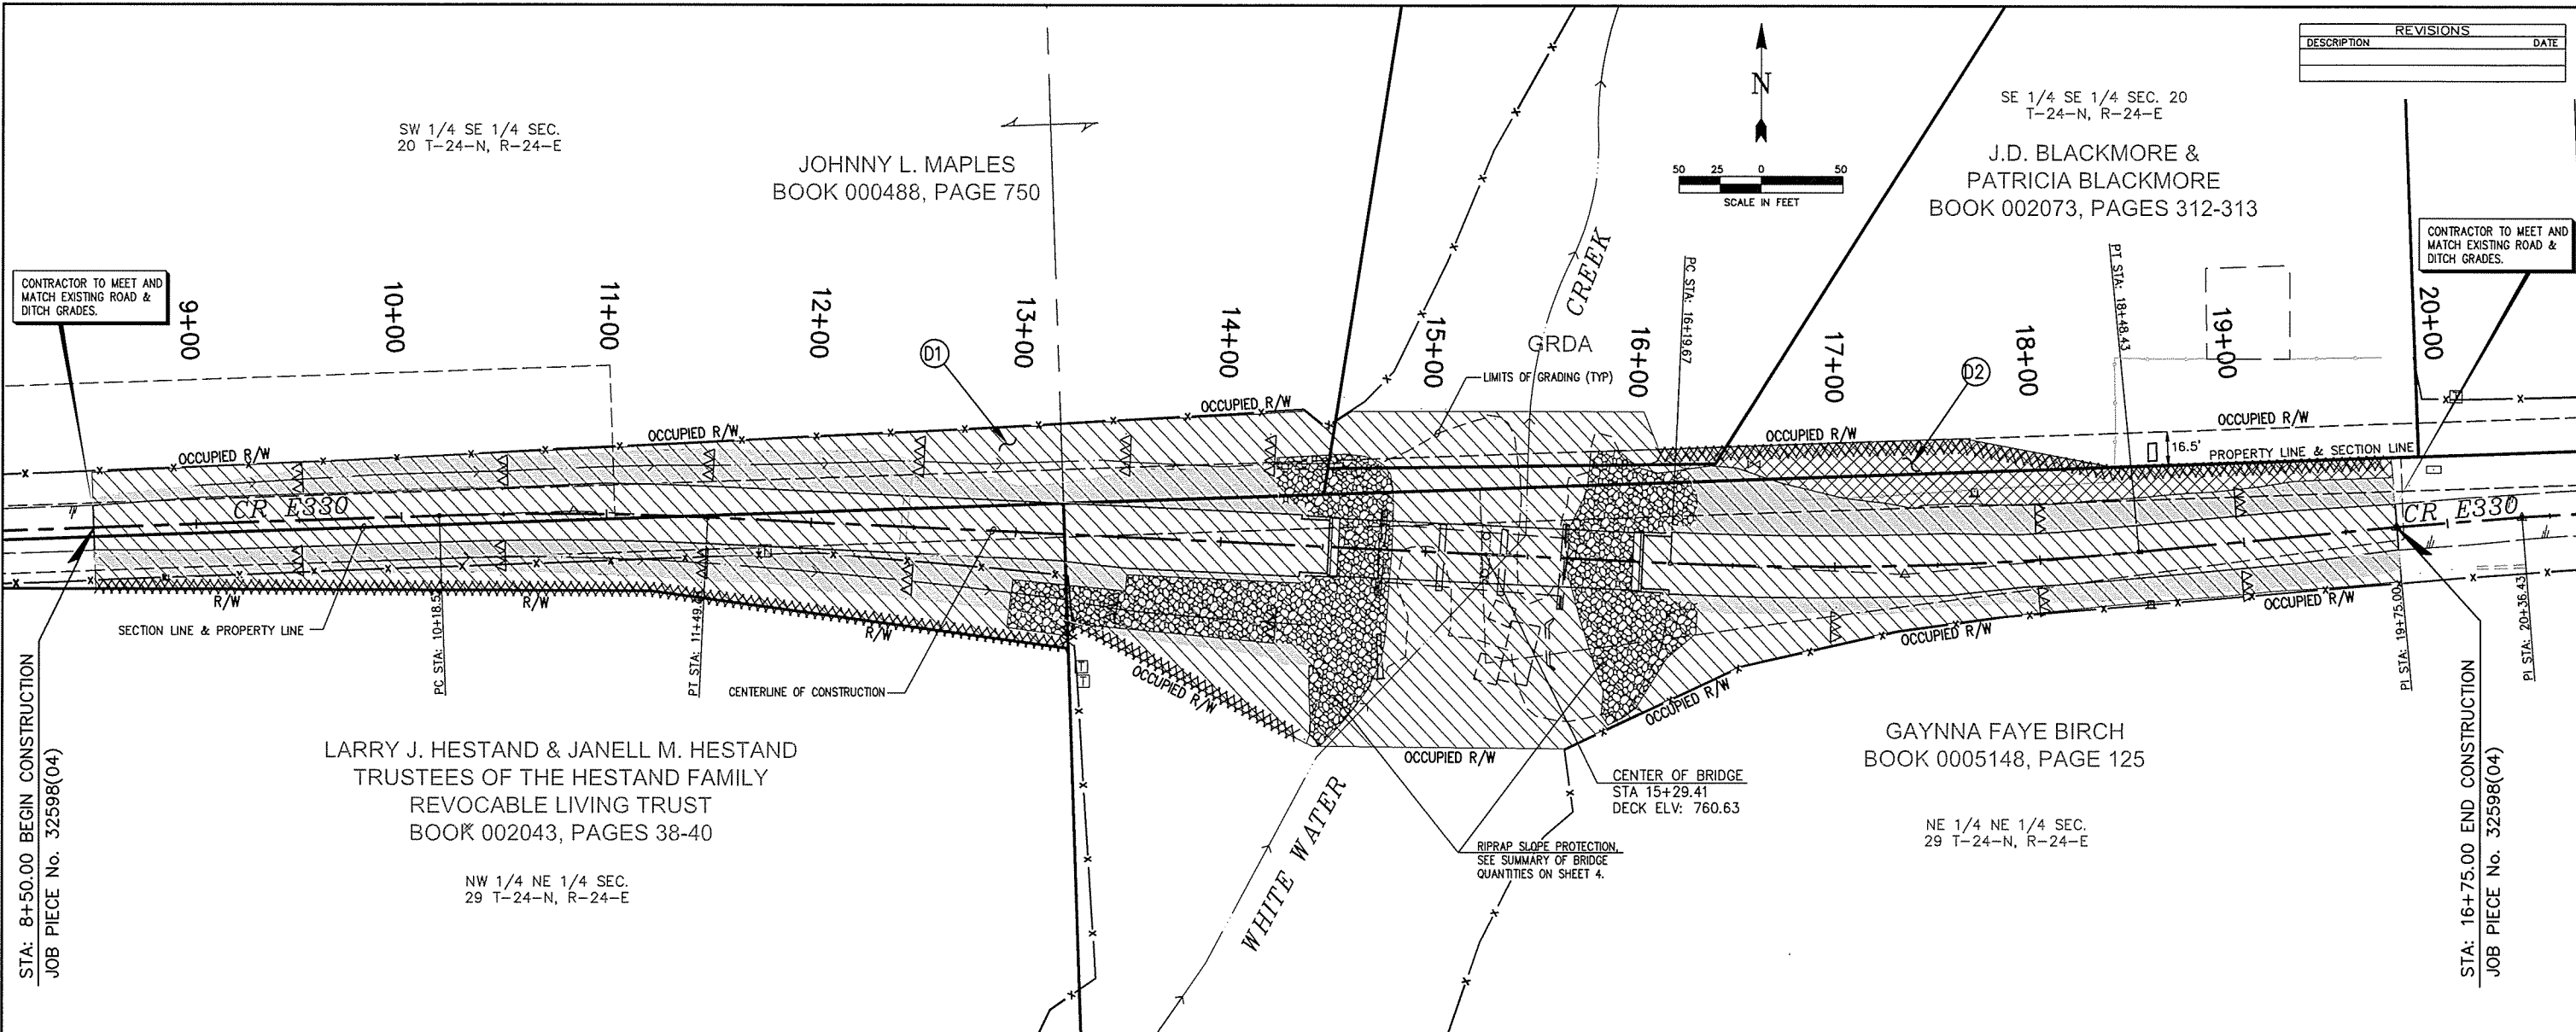 REVISIONS
DESCRIPTION DATE
SW 1/4 SE 1/4 SEC.
20 T-24-N, R-24-E
JOHNNY L. MAPLES
BOOK 000488, PAGE 750
N
50 25 0 50
SCALE IN FEET
SE 1/4 SE 1/4 SEC. 20
T-24-N, R-24-E
J.D. BLACKMORE &
PATRICIA BLACKMORE
BOOK 002073, PAGES 312-313
CONTRACTOR TO MEET AND
MATCH EXISTING ROAD &
DITCH GRADES.
CONTRACTOR TO MEET AND
MATCH EXISTING ROAD &
DITCH GRADES.
9+00
10+00
11+00
12+00
13+00
14+00
15+00
16+00
17+00
18+00
19+00
20+00
D1
D2
CREEK
GRDA
LIMITS OF GRADING (TYP)
PC STA: 16+19.67
PT STA: 18+48.43
OCCUPIED R/W
OCCUPIED R/W
OCCUPIED R/W
OCCUPIED R/W
OCCUPIED R/W
16.5'
PROPERTY LINE & SECTION LINE
CR E330
CR E330
R/W
R/W
R/W
SECTION LINE & PROPERTY LINE
PC STA: 10+18.5
PT STA: 11+49.
CENTERLINE OF CONSTRUCTION
T
T
T
OCCUPIED R/W
OCCUPIED R/W
OCCUPIED R/W
OCCUPIED R/W
OCCUPIED R/W
PI STA: 19+75.00
PI STA: 20+36.43
STA: 8+50.00 BEGIN CONSTRUCTION
JOB PIECE No. 32598(04)
LARRY J. HESTAND & JANELL M. HESTAND
TRUSTEES OF THE HESTAND FAMILY
REVOCABLE LIVING TRUST
BOOK 002043, PAGES 38-40
NW 1/4 NE 1/4 SEC.
29 T-24-N, R-24-E
WHITE WATER
CENTER OF BRIDGE
STA 15+29.41
DECK ELV: 760.63
RIPRAP SLOPE PROTECTION,
SEE SUMMARY OF BRIDGE
QUANTITIES ON SHEET 4.
GAYNNA FAYE BIRCH
BOOK 0005148, PAGE 125
NE 1/4 NE 1/4 SEC.
29 T-24-N, R-24-E
STA: 16+75.00 END CONSTRUCTION
JOB PIECE No. 32598(04)